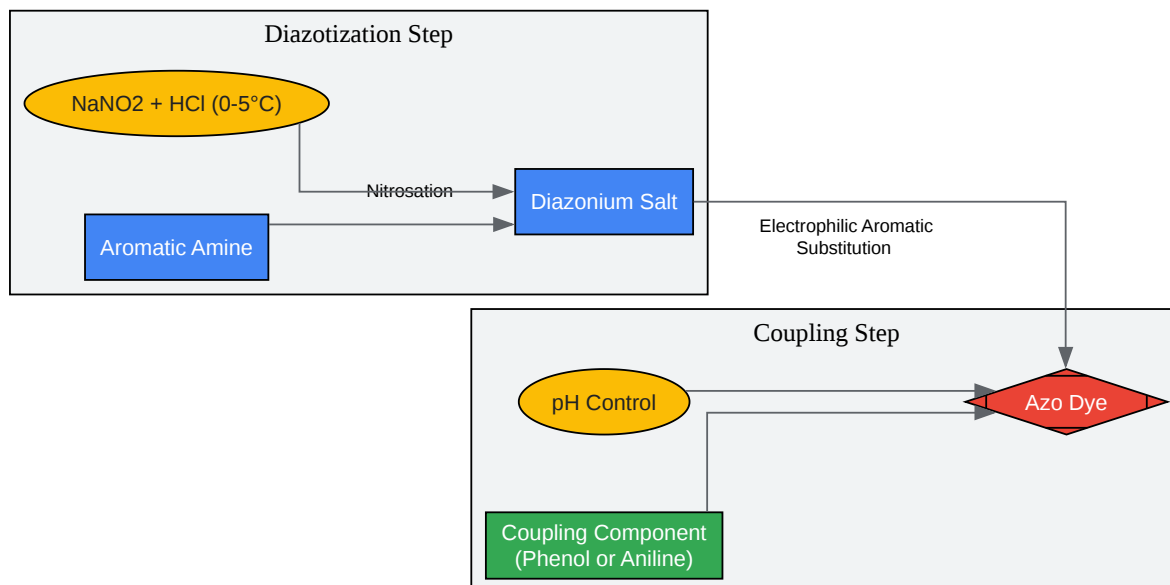 Diazotization Step
NaNO2 + HCl (0-5°C)
Nitrosation
Diazonium Salt
Aromatic Amine
Electrophilic Aromatic
Substitution
Coupling Step
pH Control
Azo Dye
Coupling Component
(Phenol or Aniline)